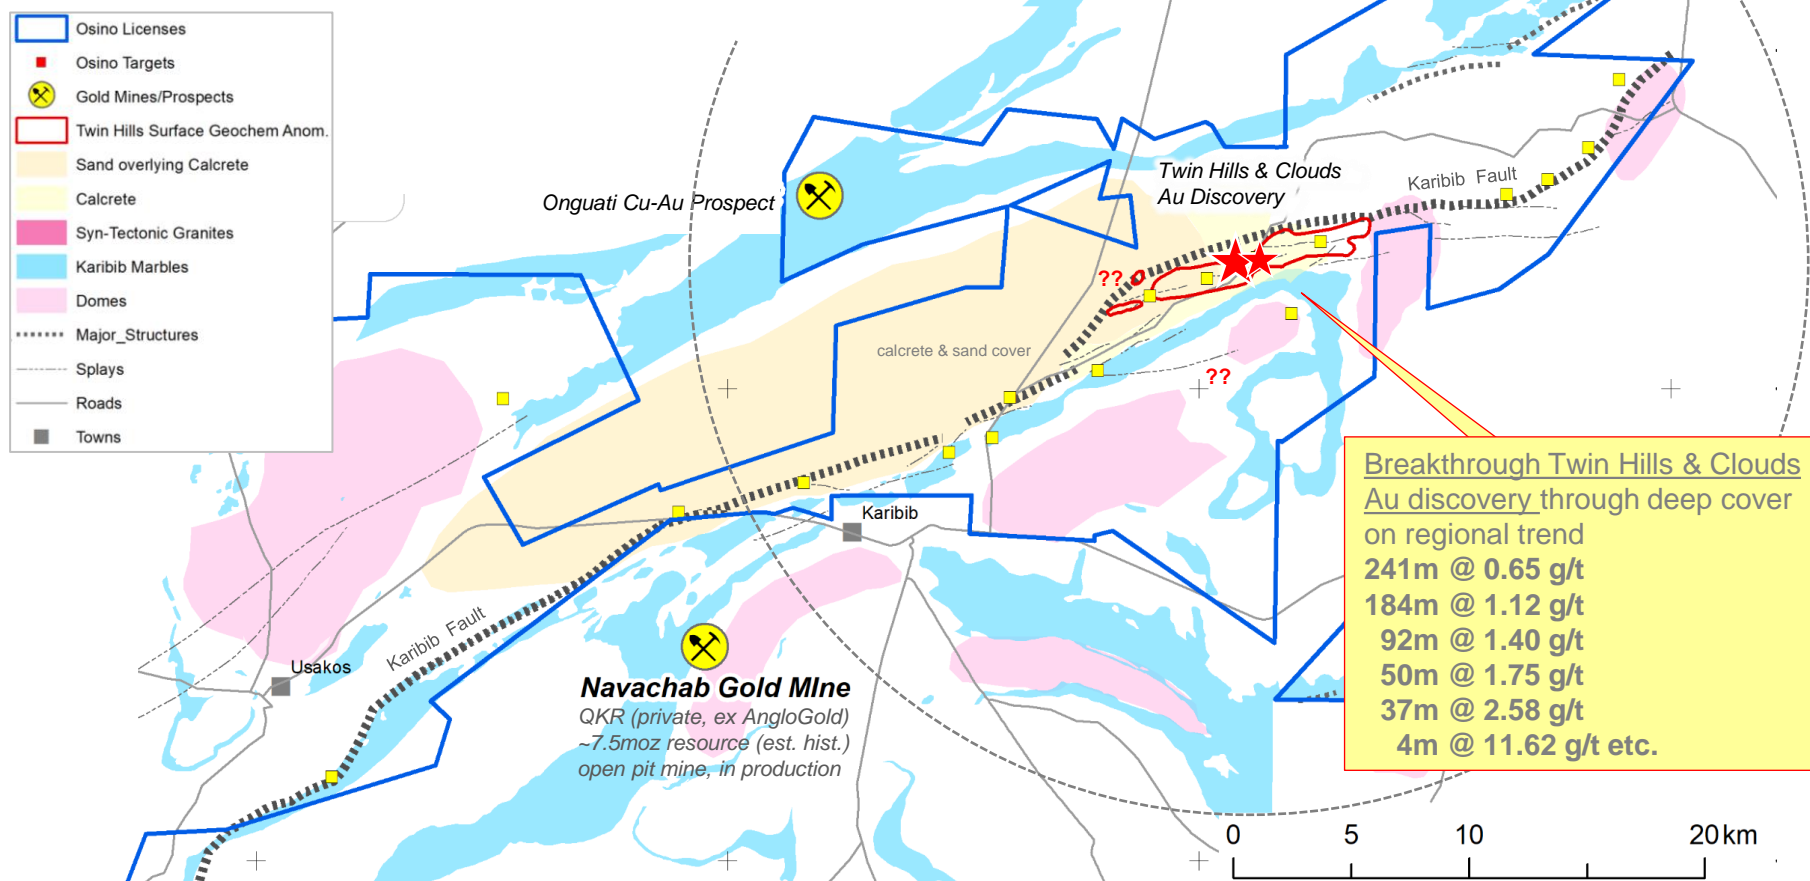 Osino Licenses
Osino Targets
Gold Mines/Prospects
Twin Hills Surface Geochem Anom.
Sand overlying Calcrete
Calcrete
Syn-Tectonic Granites
Karibib Marbles
Domes
Major_Structures
Splays
Roads
Towns
Onguati Cu-Au Prospect
Twin Hills & Clouds
Au Discovery
Karibib Fault
??
calcrete & sand cover
??
Karibib
Karibib Fault
Usakos
Navachab Gold MIne
QKR (private, ex AngloGold)
~7.5moz resource (est. hist.)
open pit mine, in production
Breakthrough Twin Hills & Clouds
Au discovery through deep cover
on regional trend
241m @ 0.65 g/t
184m @ 1.12 g/t
92m @ 1.40 g/t
50m @ 1.75 g/t
37m @ 2.58 g/t
4m @ 11.62 g/t etc.
0 5 10 20 km